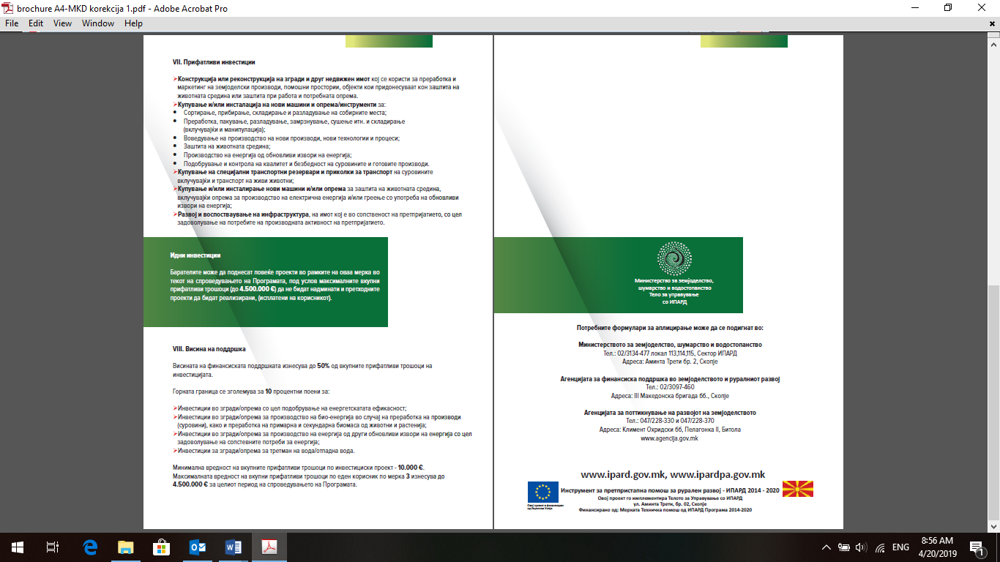 brochure A4-MKD korekcija 1.pdf - Adobe Acrobat Pro
File Edit View Window Help
VII. Прифатливи инвестиции
Конструкција или реконструкција на згради и друг недвижен имот кој се користи за преработка и
маркетинг на земјоделски производи, помошни простории, објекти кои придонесуваат кон заштита на
животната средина или заштита при работа и потребната опрема.
Купување и/или инсталација на нови машини и опрема/инструменти за:
• Сортирање, прибирање, складирање и разладување на собирните места;
• Преработка, пакување, разладување, замрзнување, сушење итн. и складирање
(вклучувајќи и манипулација);
• Воведување на производство на нови производи, нови технологии и процеси;
• Заштита на животната средина;
• Производство на енергија од обновливи извори на енергија;
• Подобрување и контрола на квалитет и безбедност на суровините и готовите производи.
Купување на специјални транспортни резервари и приколки за транспорт на суровините
вклучувајќи и транспорт на живи животни;
Купување и/или инсталирање нови машини и/или опрема за заштита на животната средина,
вклучувајќи опрема за производство на електрична енергија и/или греење со употреба на обновливи
извори на енергија;
Развој и воспоставување на инфраструктура, на имот кој е во сопственост на претпријатието, со цел
задоволување на потребите на производната активност на претпријатието.
Идни инвестиции
Барателите може да поднесат повеќе проекти во рамките на оваа мерка во
текот на спроведувањето на Програмата, под услов максималните вкупни
прифатливи трошоци (до 4.500.000 €) да не бидат надминати и претходните
проекти да бидат реализирани, (исплатени на корисникот).
VIII. Висина на поддршка
Висината на финансиската поддршката изнесува до 50% од вкупните прифатливи трошоци на
инвестицијата.
Горната граница се зголемува за 10 процентни поени за:
Инвестиции во згради/опрема со цел подобрување на енергетската ефикасност;
Инвестиции во згради/опрема за производство на био-енергија во случај на преработка на производи
(суровини), како и преработка на примарна и секундарна биомаса од животни и растенија;
Инвестиции во згради/опрема за производство на енергија од други обновливи извори на енергија со цел
задоволување на сопствените потреби за енергија;
Инвестиции за згради/опрема за третман на вода/отпадна вода.
Минимална вредност на вкупните прифатливи трошоци по инвестициски проект - 10.000 €.
Максималната вредност на вкупни прифатливи трошоци по еден корисник по мерка 3 изнесува до
4.500.000 € за целиот период на спроведувањето на Програмата.
Министерство за земјоделство,
шумарство и водостопанство
Тело за управување
со ИПАРД
Потребните формулари за аплицирање може да се подигнат во:
Министерството за земјоделство, шумарство и водостопанство
Тел.: 02/3134-477 локал 113,114,115, Сектор ИПАРД
Адреса: Аминта Трети бр. 2, Скопје
Агенцијата за финансиска поддршка во земјоделството и руралниот развој
Тел.: 02/3097-460
Адреса: III Македонска бригада бб., Скопје
Агенцијата за поттикнување на развојот на земјоделството
Тел.: 047/228-330 и 047/228-370
Адреса: Климент Охридски бб, Пелагонка II, Битола
www.agencija.gov.mk
www.ipard.gov.mk, www.ipardpa.gov.mk
Инструмент за претпристапна помош за рурален развој - ИПАРД 2014 - 2020
Овој проект го имплементира Телото за Управување со ИПАРД
ул. Аминта Трети, бр. 02, Скопје
Финансирано од: Мерката Техничка помош од ИПАРД Програма 2014-2020
Овој проект е финансиран
од Европска Унија
ENG
8:56 AM
4/20/2019
1